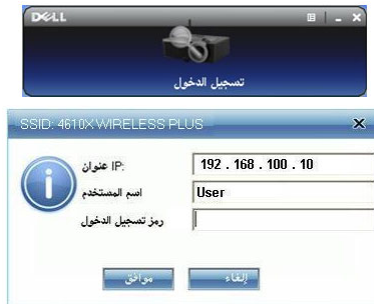 DELL
تسجيل الدخول
SSID: 4610X WIRELESS PLUS
عنوان IP:
192 . 168 . 100 . 10
اسم المستخدم
User
رمز تسجيل الدخول
موافق
إلغاء